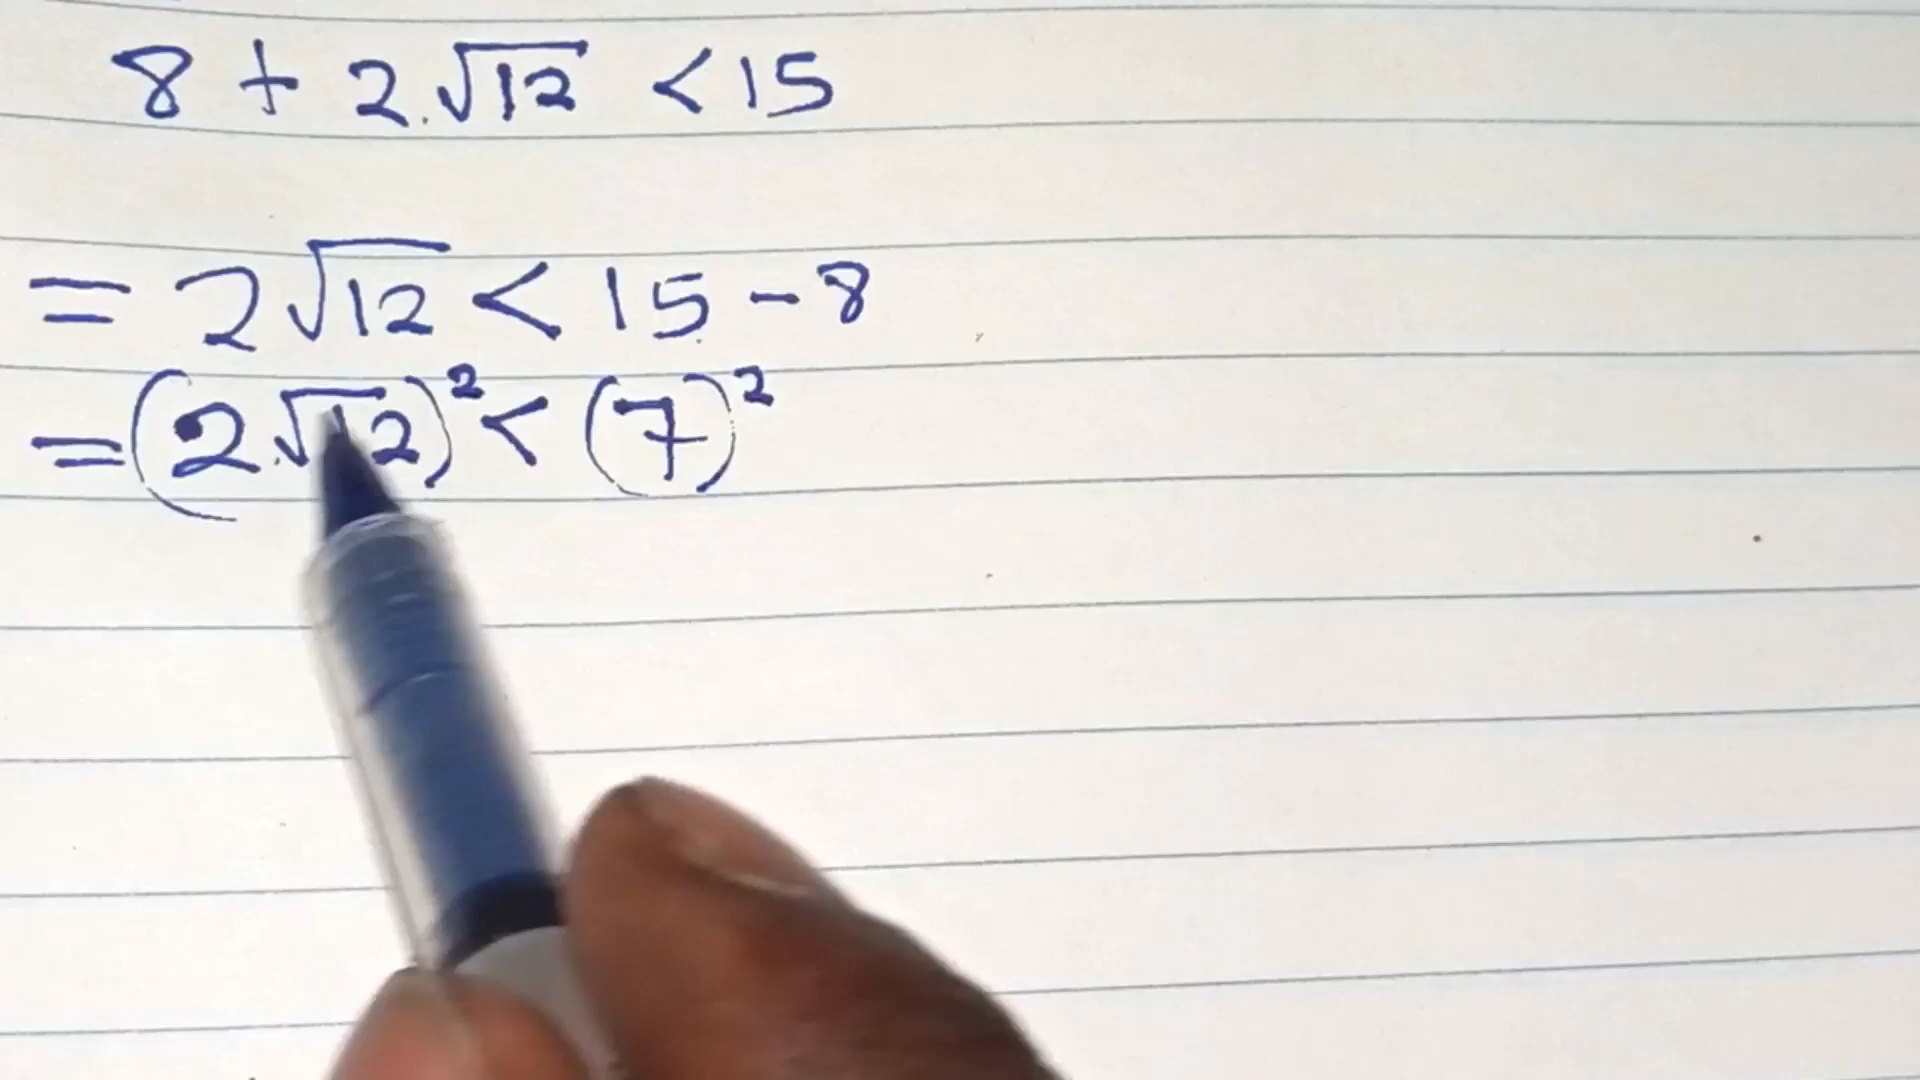 8 + 2.√12 < 15
= 2√12 < 15 - 8
= (2.√12)² < (7)²